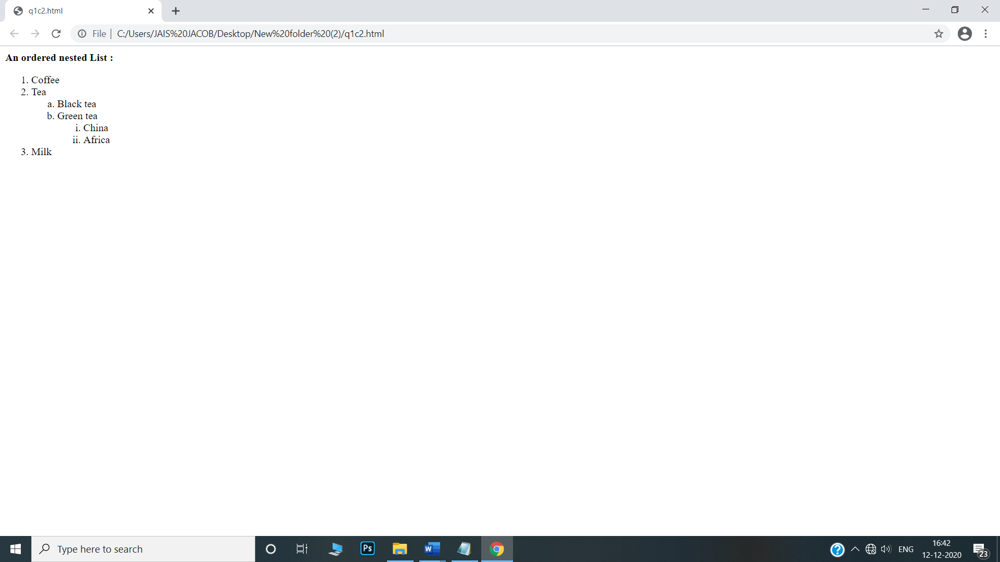 q1c2.html
File | C:/Users/JAIS%20JACOB/Desktop/New%20folder%20(2)/q1c2.html
An ordered nested List :
1. Coffee
2. Tea
a. Black tea
b. Green tea
i. China
ii. Africa
3. Milk
Type here to search
Ps
W
?
ENG
16:42
12-12-2020
23